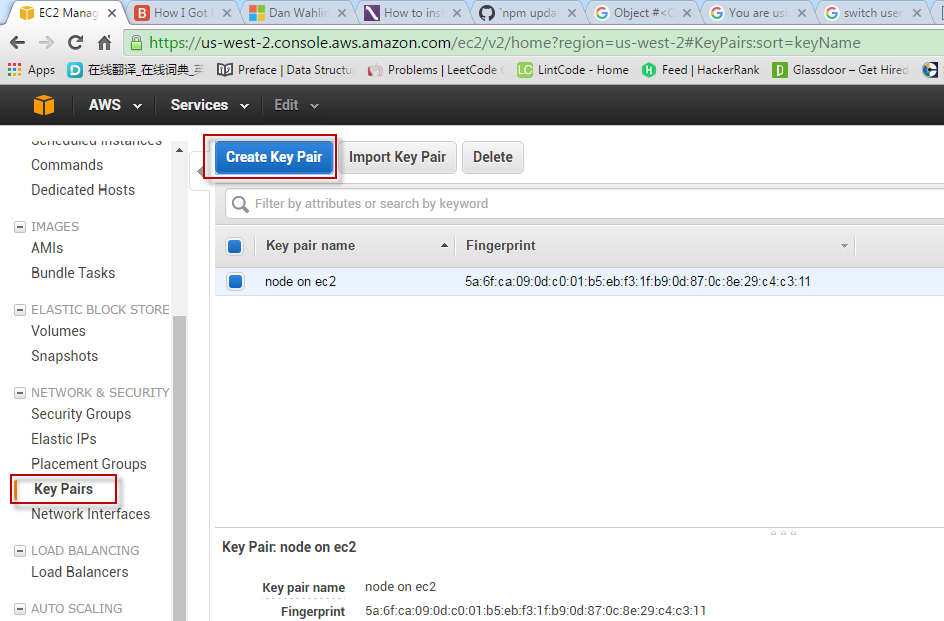 EC2 Manag
How I Got
Dan Wahlin
How to inst
`npm upda
Object #<C
You are usi
switch user
https://us-west-2.console.aws.amazon.com/ec2/v2/home?region=us-west-2#KeyPairs:sort=keyName
Apps 在线翻译_在线词典_英 Preface | Data Structu Problems | LeetCode LC LintCode - Home Feed | HackerRank Glassdoor – Get Hired
AWS Services Edit
Scheduled Instances
Commands
Dedicated Hosts
IMAGES
AMIs
Bundle Tasks
ELASTIC BLOCK STORE
Volumes
Snapshots
NETWORK & SECURITY
Security Groups
Elastic IPs
Placement Groups
Key Pairs
Network Interfaces
LOAD BALANCING
Load Balancers
AUTO SCALING
Create Key Pair Import Key Pair Delete
Filter by attributes or search by keyword
Key pair name Fingerprint
node on ec2 5a:6f:ca:09:0d:c0:01:b5:eb:f3:1f:b9:0d:87:0c:8e:29:c4:c3:11
Key Pair: node on ec2
Key pair name node on ec2
Fingerprint 5a:6f:ca:09:0d:c0:01:b5:eb:f3:1f:b9:0d:87:0c:8e:29:c4:c3:11